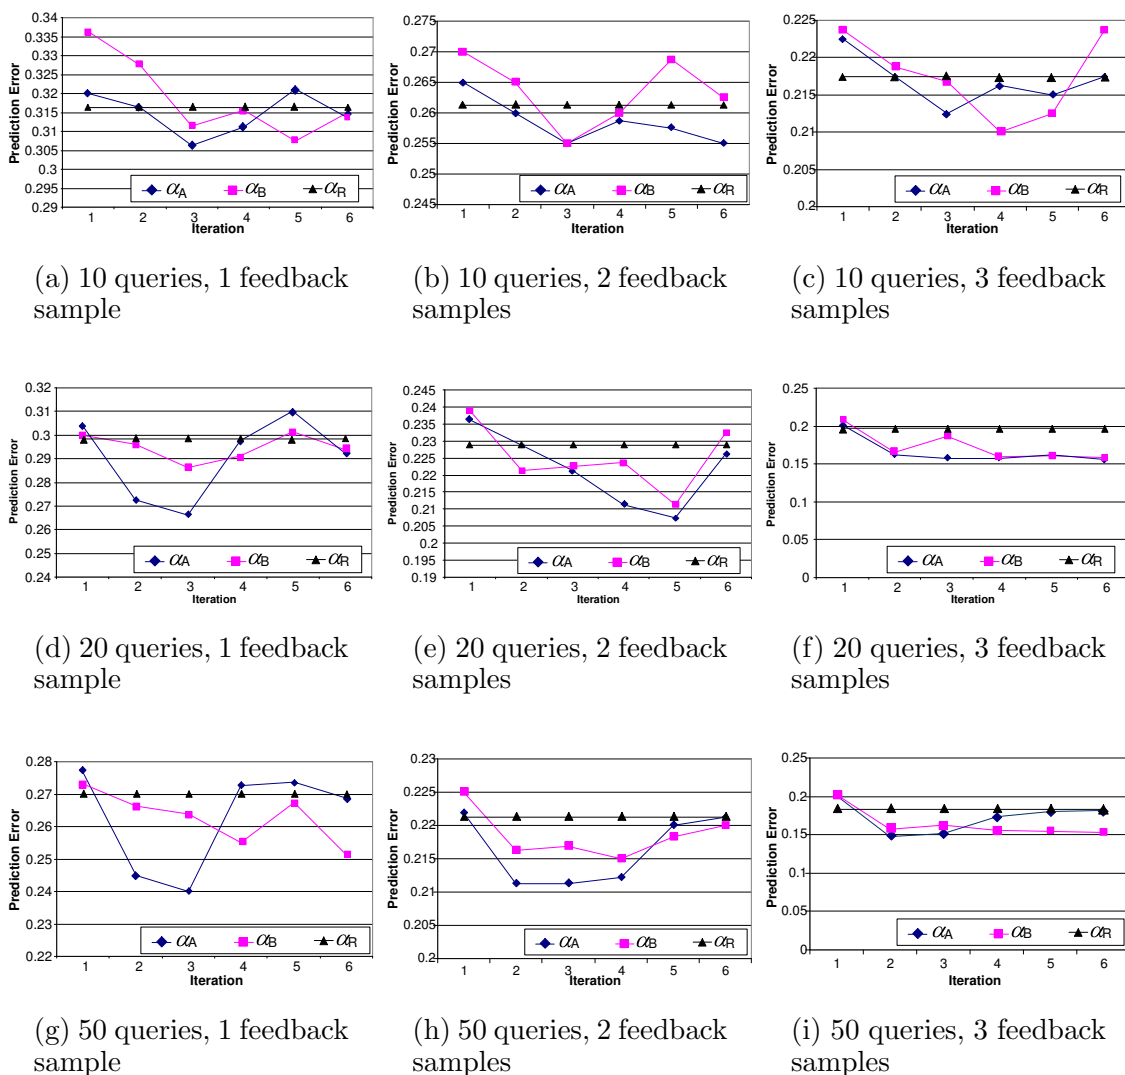 0.34
0.335
0.33
0.325
0.32
0.315
0.31
0.305
0.3
0.295
0.29
Prediction Error
αA αB αR
1 2 3 4 5 6
Iteration
(a) 10 queries, 1 feedback
sample
0.275
0.27
0.265
0.26
0.255
0.25
0.245
Prediction Error
αA αB αR
1 2 3 4 5 6
Iteration
(b) 10 queries, 2 feedback
samples
0.225
0.22
0.215
0.21
0.205
0.2
Prediction Error
αA αB αR
1 2 3 4 5 6
Iteration
(c) 10 queries, 3 feedback
samples
0.32
0.31
0.3
0.29
0.28
0.27
0.26
0.25
0.24
Prediction Error
αA αB αR
1 2 3 4 5 6
Iteration
(d) 20 queries, 1 feedback
sample
0.245
0.24
0.235
0.23
0.225
0.22
0.215
0.21
0.205
0.2
0.195
0.19
Prediction Error
αA αB αR
1 2 3 4 5 6
Iteration
(e) 20 queries, 2 feedback
samples
0.25
0.2
0.15
0.1
0.05
0
Prediction Error
αA αB αR
1 2 3 4 5 6
Iteration
(f) 20 queries, 3 feedback
samples
0.28
0.27
0.26
0.25
0.24
0.23
0.22
Prediction Error
αA αB αR
1 2 3 4 5 6
Iteration
(g) 50 queries, 1 feedback
sample
0.23
0.225
0.22
0.215
0.21
0.205
0.2
Prediction Error
αA αB αR
1 2 3 4 5 6
Iteration
(h) 50 queries, 2 feedback
samples
0.25
0.2
0.15
0.1
0.05
0
Prediction Error
αA αB αR
1 2 3 4 5 6
Iteration
(i) 50 queries, 3 feedback
samples